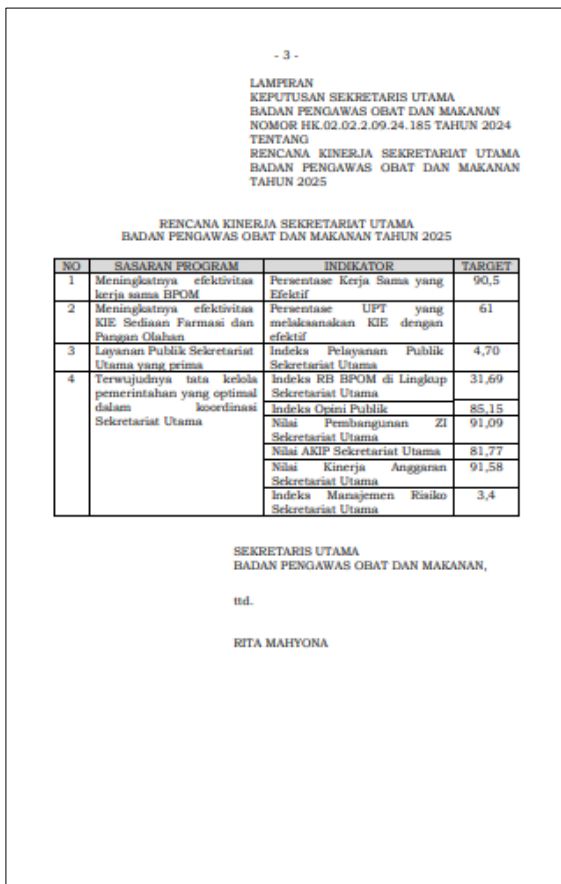 - 3 -
LAMPIRAN
KEPUTUSAN SEKRETARIS UTAMA
BADAN PENGAWAS OBAT DAN MAKANAN
NOMOR HK.02.02.2.09.24.185 TAHUN 2024
TENTANG
RENCANA KINERJA SEKRETARIAT UTAMA
BADAN PENGAWAS OBAT DAN MAKANAN
TAHUN 2025
RENCANA KINERJA SEKRETARIAT UTAMA
BADAN PENGAWAS OBAT DAN MAKANAN TAHUN 2025
NO SASARAN PROGRAM INDIKATOR TARGET
1 Meningkatnya efektivitas Persentase Kerja Sama yang 90,5
kerja sama BPOM Efektif
2 Meningkatnya efektivitas Persentase UPT yang 61
KIE Sediaan Farmasi dan melaksanakan KIE dengan
Pangan Olahan efektif
3 Layanan Publik Sekretariat Indeks Pelayanan Publik 4,70
Utama yang prima Sekretariat Utama
4 Terwujudnya tata kelola Indeks RB BPOM di Lingkup 31,69
pemerintahan yang optimal Sekretariat Utama
dalam koordinasi Indeks Opini Publik 85,15
Sekretariat Utama Nilai Pembangunan ZI 91,09
Sekretariat Utama
Nilai AKIP Sekretariat Utama 81,77
Nilai Kinerja Anggaran 91,58
Sekretariat Utama
Indeks Manajemen Risiko 3,4
Sekretariat Utama
SEKRETARIS UTAMA
BADAN PENGAWAS OBAT DAN MAKANAN,
ttd.
RITA MAHYONA